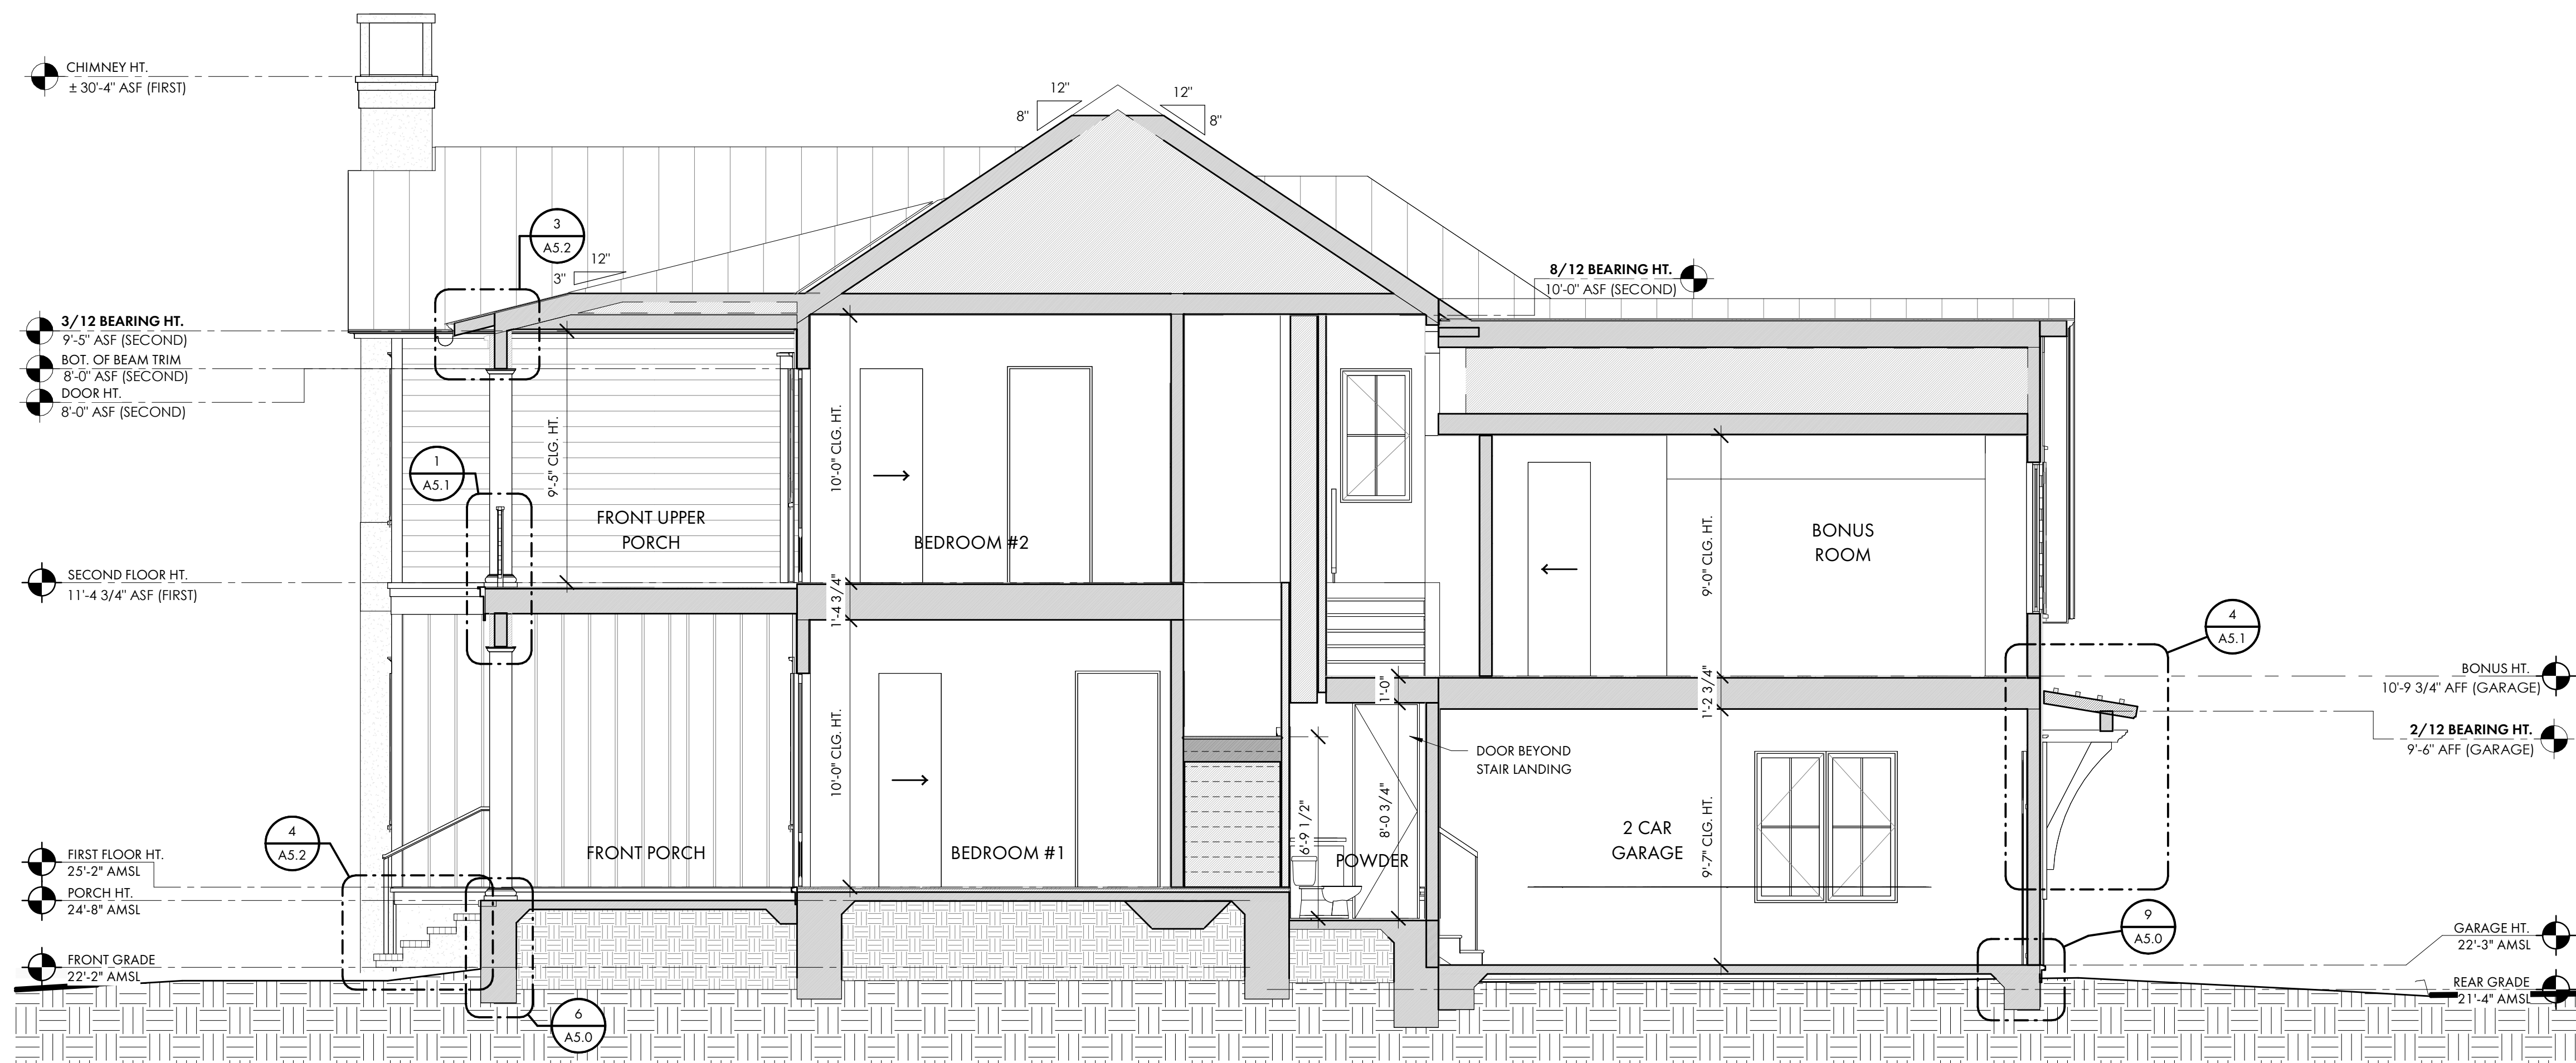 CHIMNEY HT.
± 30'-4" ASF (FIRST)
12"
8"
12"
8"
3
A5.2
12"
3"
8/12 BEARING HT.
10'-0" ASF (SECOND)
3/12 BEARING HT.
9'-5" ASF (SECOND)
BOT. OF BEAM TRIM
8'-0" ASF (SECOND)
DOOR HT.
8'-0" ASF (SECOND)
1
A5.1
9'-5" CLG. HT.
10'-0" CLG. HT.
FRONT UPPER
PORCH
BEDROOM #2
9'-0" CLG. HT.
BONUS
ROOM
SECOND FLOOR HT.
11'-4 3/4" ASF (FIRST)
1'-4 3/4"
4
A5.1
BONUS HT.
10'-9 3/4" AFF (GARAGE)
1'-0"
1'-2 3/4"
2/12 BEARING HT.
9'-6" AFF (GARAGE)
DOOR BEYOND
STAIR LANDING
10'-0" CLG. HT.
6'-9 1/2"
8'-0 3/4"
9'-7" CLG. HT.
4
A5.2
FIRST FLOOR HT.
25'-2" AMSL
PORCH HT.
24'-8" AMSL
FRONT PORCH
BEDROOM #1
POWDER
2 CAR
GARAGE
9
A5.0
GARAGE HT.
22'-3" AMSL
FRONT GRADE
22'-2" AMSL
REAR GRADE
21'-4" AMSL
6
A5.0